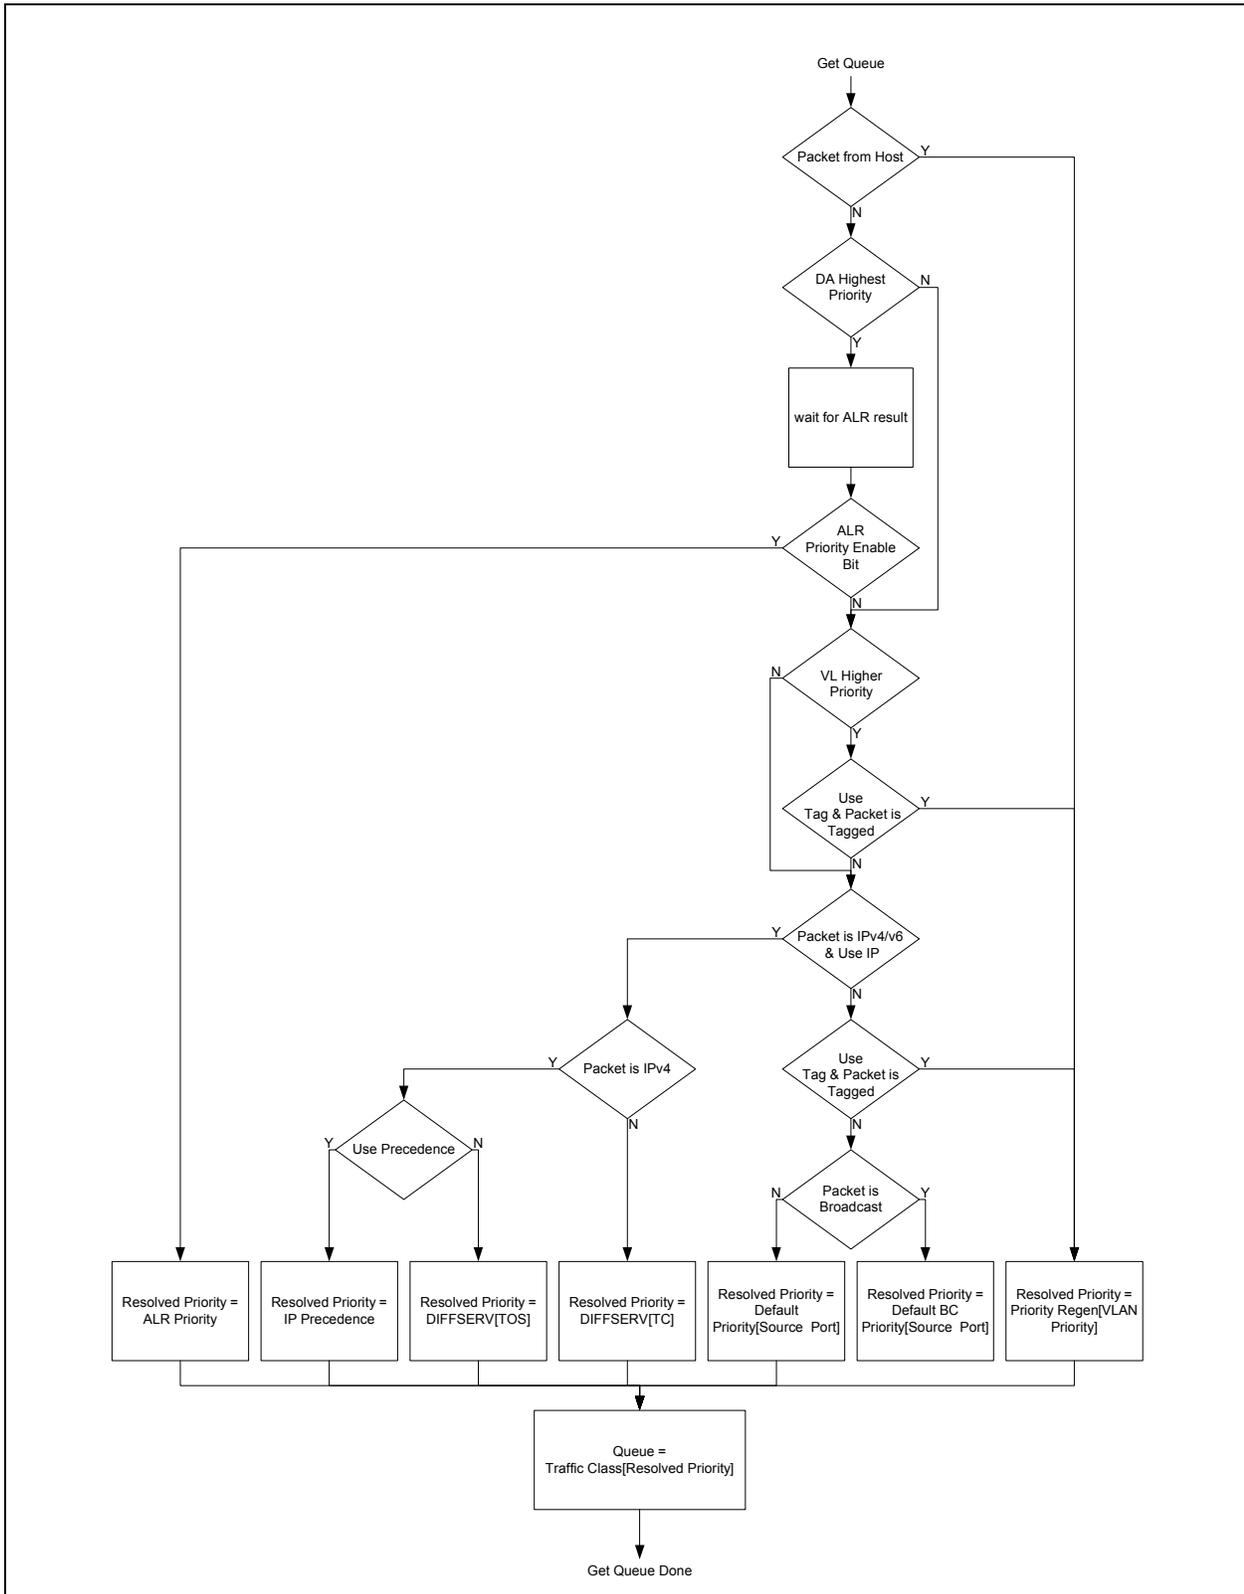 Get Queue
Packet from Host
Y
N
DA Highest
Priority
N
Y
wait for ALR result
ALR
Priority Enable
Bit
Y
N
VL Higher
Priority
N
Y
Use
Tag & Packet is
Tagged
Y
N
Packet is IPv4/v6
& Use IP
Y
N
Packet is IPv4
Y
N
Use
Tag & Packet is
Tagged
Y
N
Use Precedence
Y
N
Packet is
Broadcast
N
Y
Resolved Priority =
ALR Priority
Resolved Priority =
IP Precedence
Resolved Priority =
DIFFSERV[TOS]
Resolved Priority =
DIFFSERV[TC]
Resolved Priority =
Default
Priority[Source Port]
Resolved Priority =
Default BC
Priority[Source Port]
Resolved Priority =
Priority Regen[VLAN
Priority]
Queue =
Traffic Class[Resolved Priority]
Get Queue Done